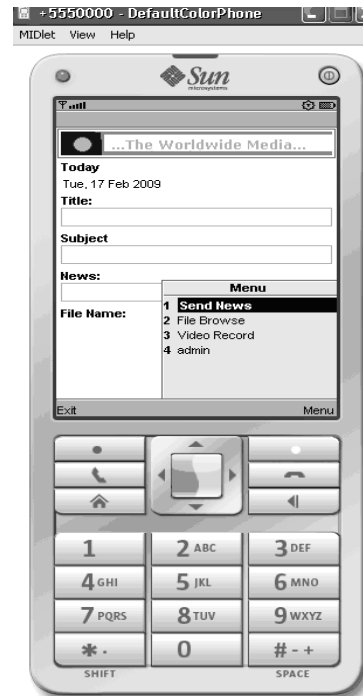 +5550000 - DefaultColorPhone
MIDlet View Help
Sun
microsystems
...The Worldwide Media...
Today
Tue, 17 Feb 2009
Title:
Subject
News:
File Name:
Menu
1 Send News
2 File Browse
3 Video Record
4 admin
Exit Menu
1 2 ABC 3 DEF
4 GHI 5 JKL 6 MNO
7 PQRS 8 TUV 9 WXYZ
* . 0 # - +
SHIFT SPACE